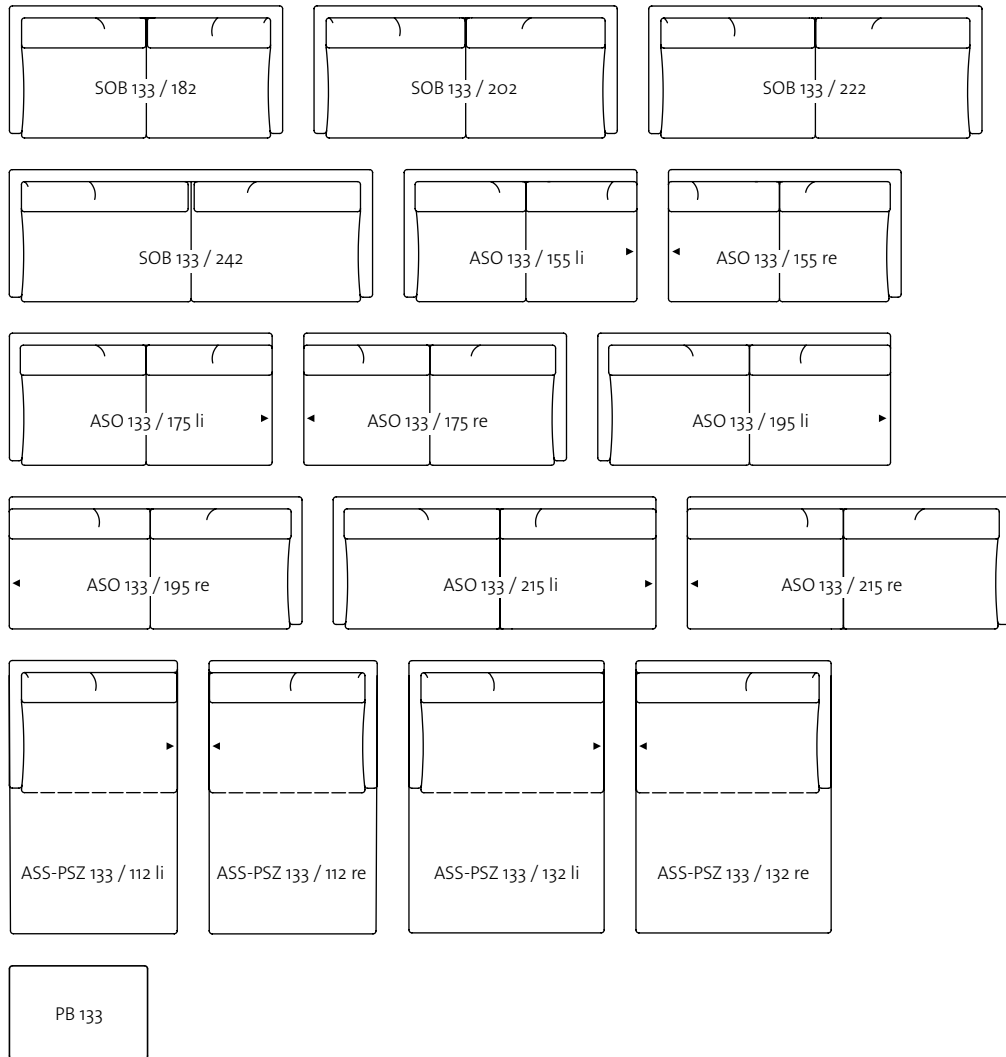 SOB 133 / 182
SOB 133 / 202
SOB 133 / 222
SOB 133 / 242
ASO 133 / 155 li
ASO 133 / 155 re
ASO 133 / 175 li
ASO 133 / 175 re
ASO 133 / 195 li
ASO 133 / 195 re
ASO 133 / 215 li
ASO 133 / 215 re
ASS-PSZ 133 / 112 li
ASS-PSZ 133 / 112 re
ASS-PSZ 133 / 132 li
ASS-PSZ 133 / 132 re
PB 133